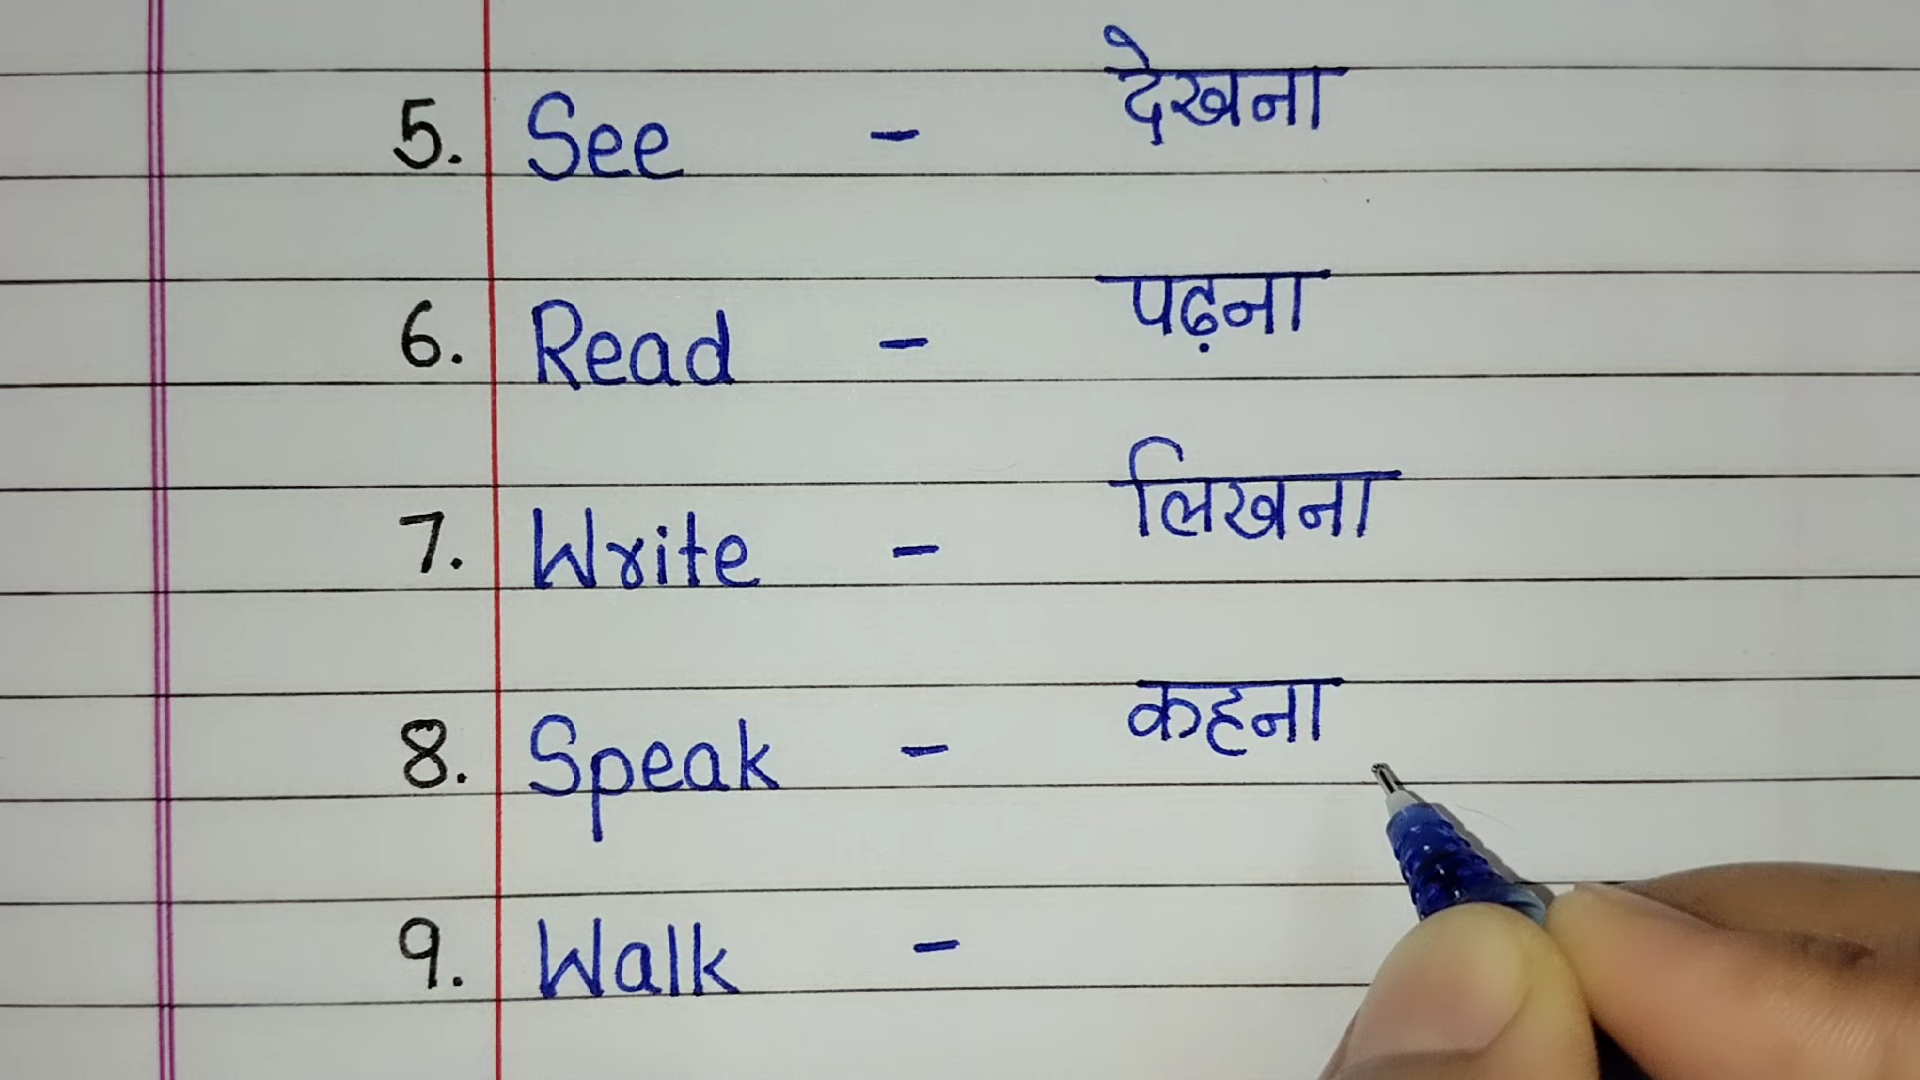 5. See - देखना
6. Read - पढ़ना
7. Write - लिखना
8. Speak - कहना
9. Walk -